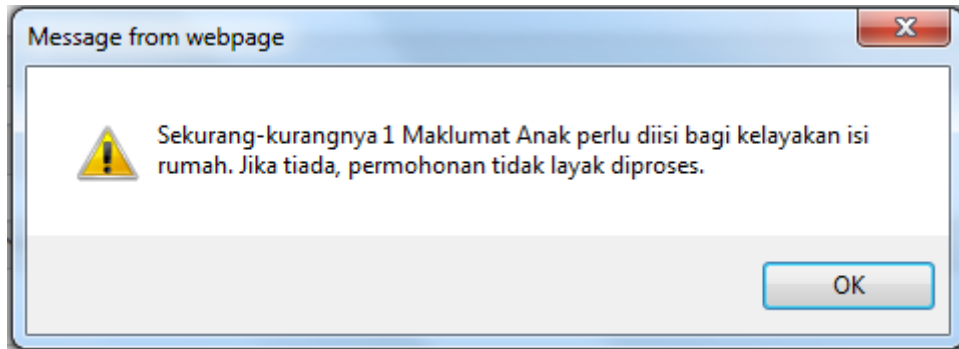 Message from webpage
Sekurang-kurangnya 1 Maklumat Anak perlu diisi bagi kelayakan isi
rumah. Jika tiada, permohonan tidak layak diproses.
OK